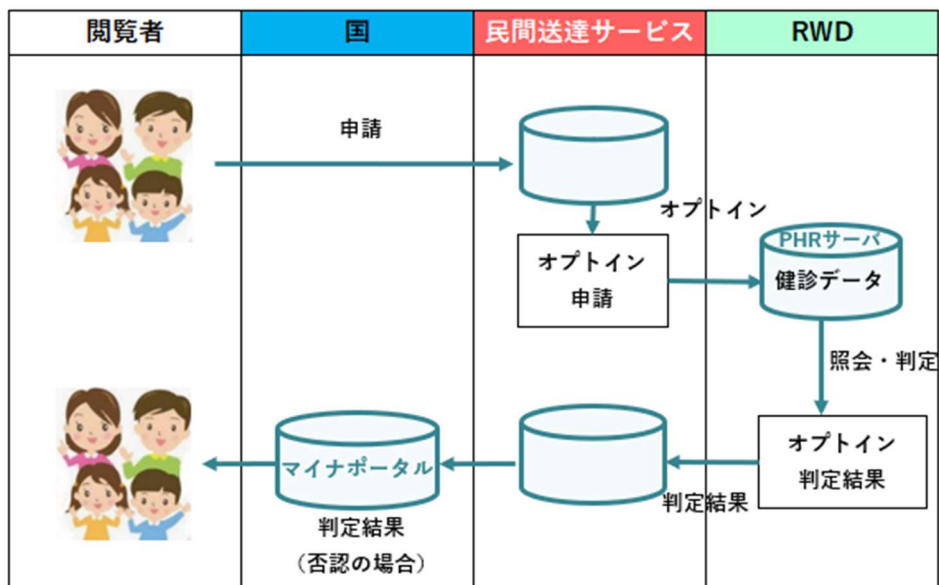 閲覧者
国
民間送達サービス
RWD
申請
オプトイン
オプトイン
申請
PHRサーバ
健診データ
照会・判定
オプトイン
判定結果
判定結果
マイナポータル
判定結果
（否認の場合）